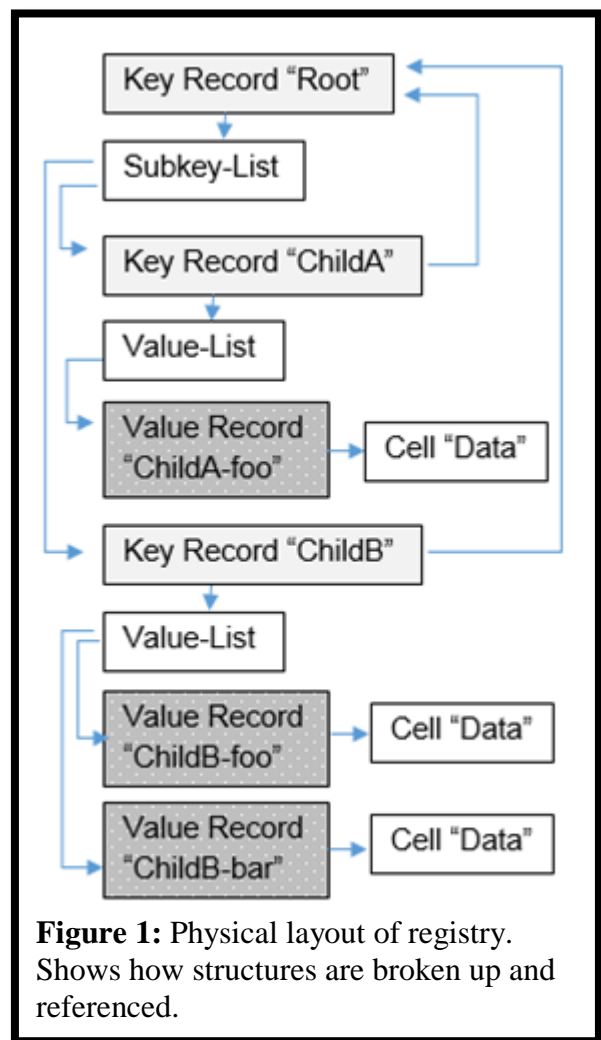 Key Record “Root”
Subkey-List
Key Record “ChildA”
Value-List
Value Record
“ChildA-foo”
Cell “Data”
Key Record “ChildB”
Value-List
Value Record
“ChildB-foo”
Cell “Data”
Value Record
“ChildB-bar”
Cell “Data”
Figure 1: Physical layout of registry.
Shows how structures are broken up and
referenced.